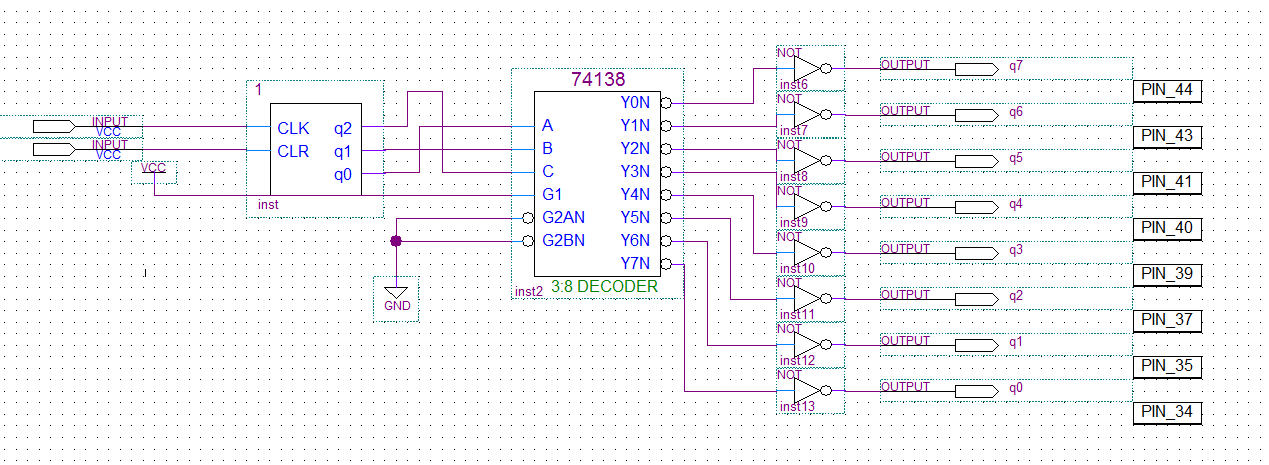 INPUT
VCC
INPUT
VCC
VCC
1
CLK
CLR
q2
q1
q0
inst
GND
74138
A
B
C
G1
G2AN
G2BN
Y0N
Y1N
Y2N
Y3N
Y4N
Y5N
Y6N
Y7N
inst2
3:8 DECODER
NOT
inst6
OUTPUT
q7
PIN_44
NOT
inst7
OUTPUT
q6
PIN_43
NOT
inst8
OUTPUT
q5
PIN_41
NOT
inst9
OUTPUT
q4
PIN_40
NOT
inst10
OUTPUT
q3
PIN_39
NOT
inst11
OUTPUT
q2
PIN_37
NOT
inst12
OUTPUT
q1
PIN_35
NOT
inst13
OUTPUT
q0
PIN_34